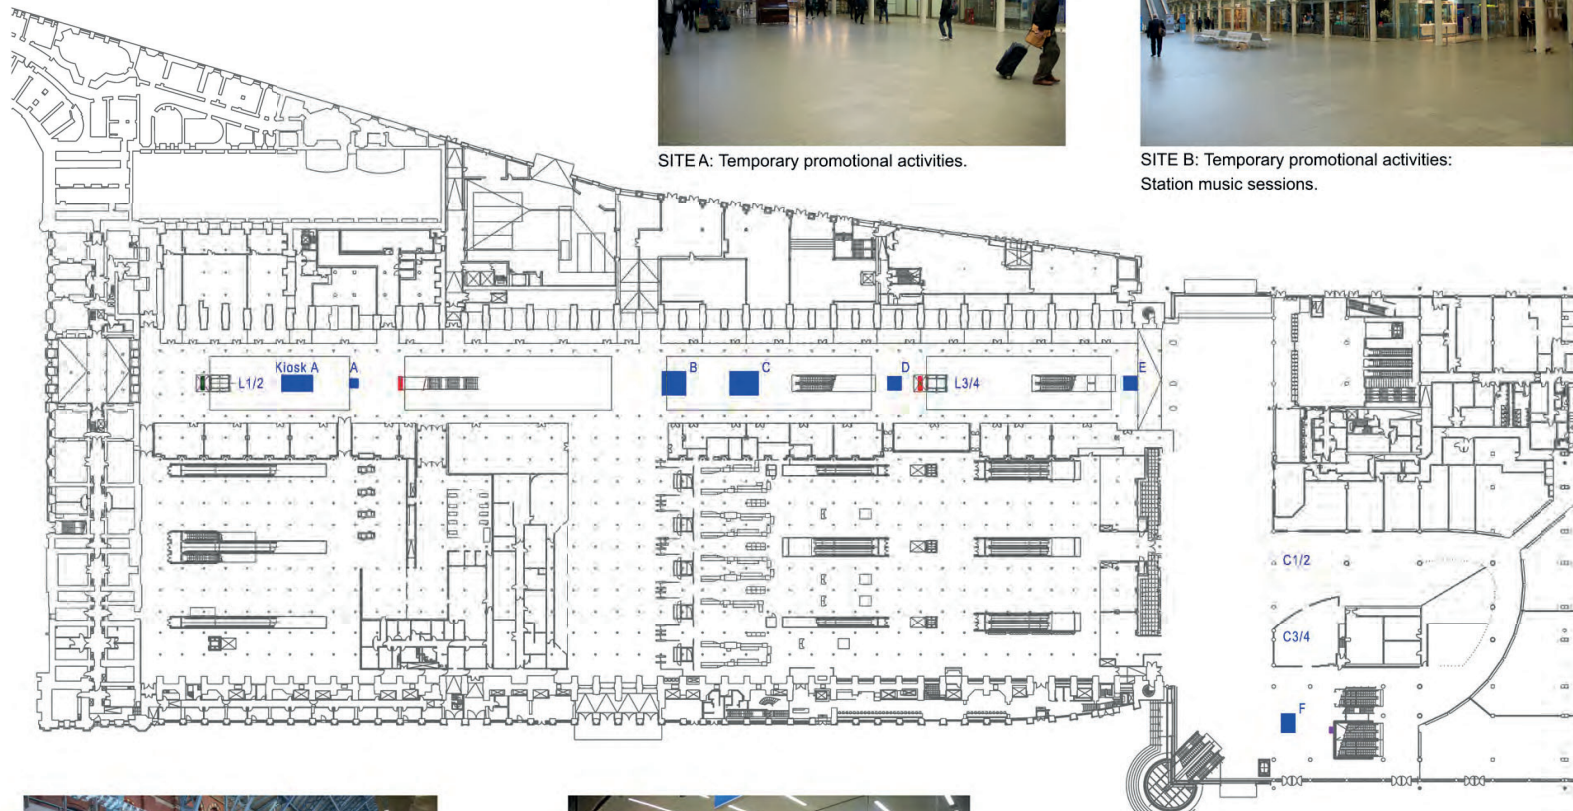 SITE A: Temporary promotional activities.
SITE B: Temporary promotional activities:
Station music sessions.
L1/2
Kiosk A
A
B
C
D
L3/4
E
C1/2
C3/4
F